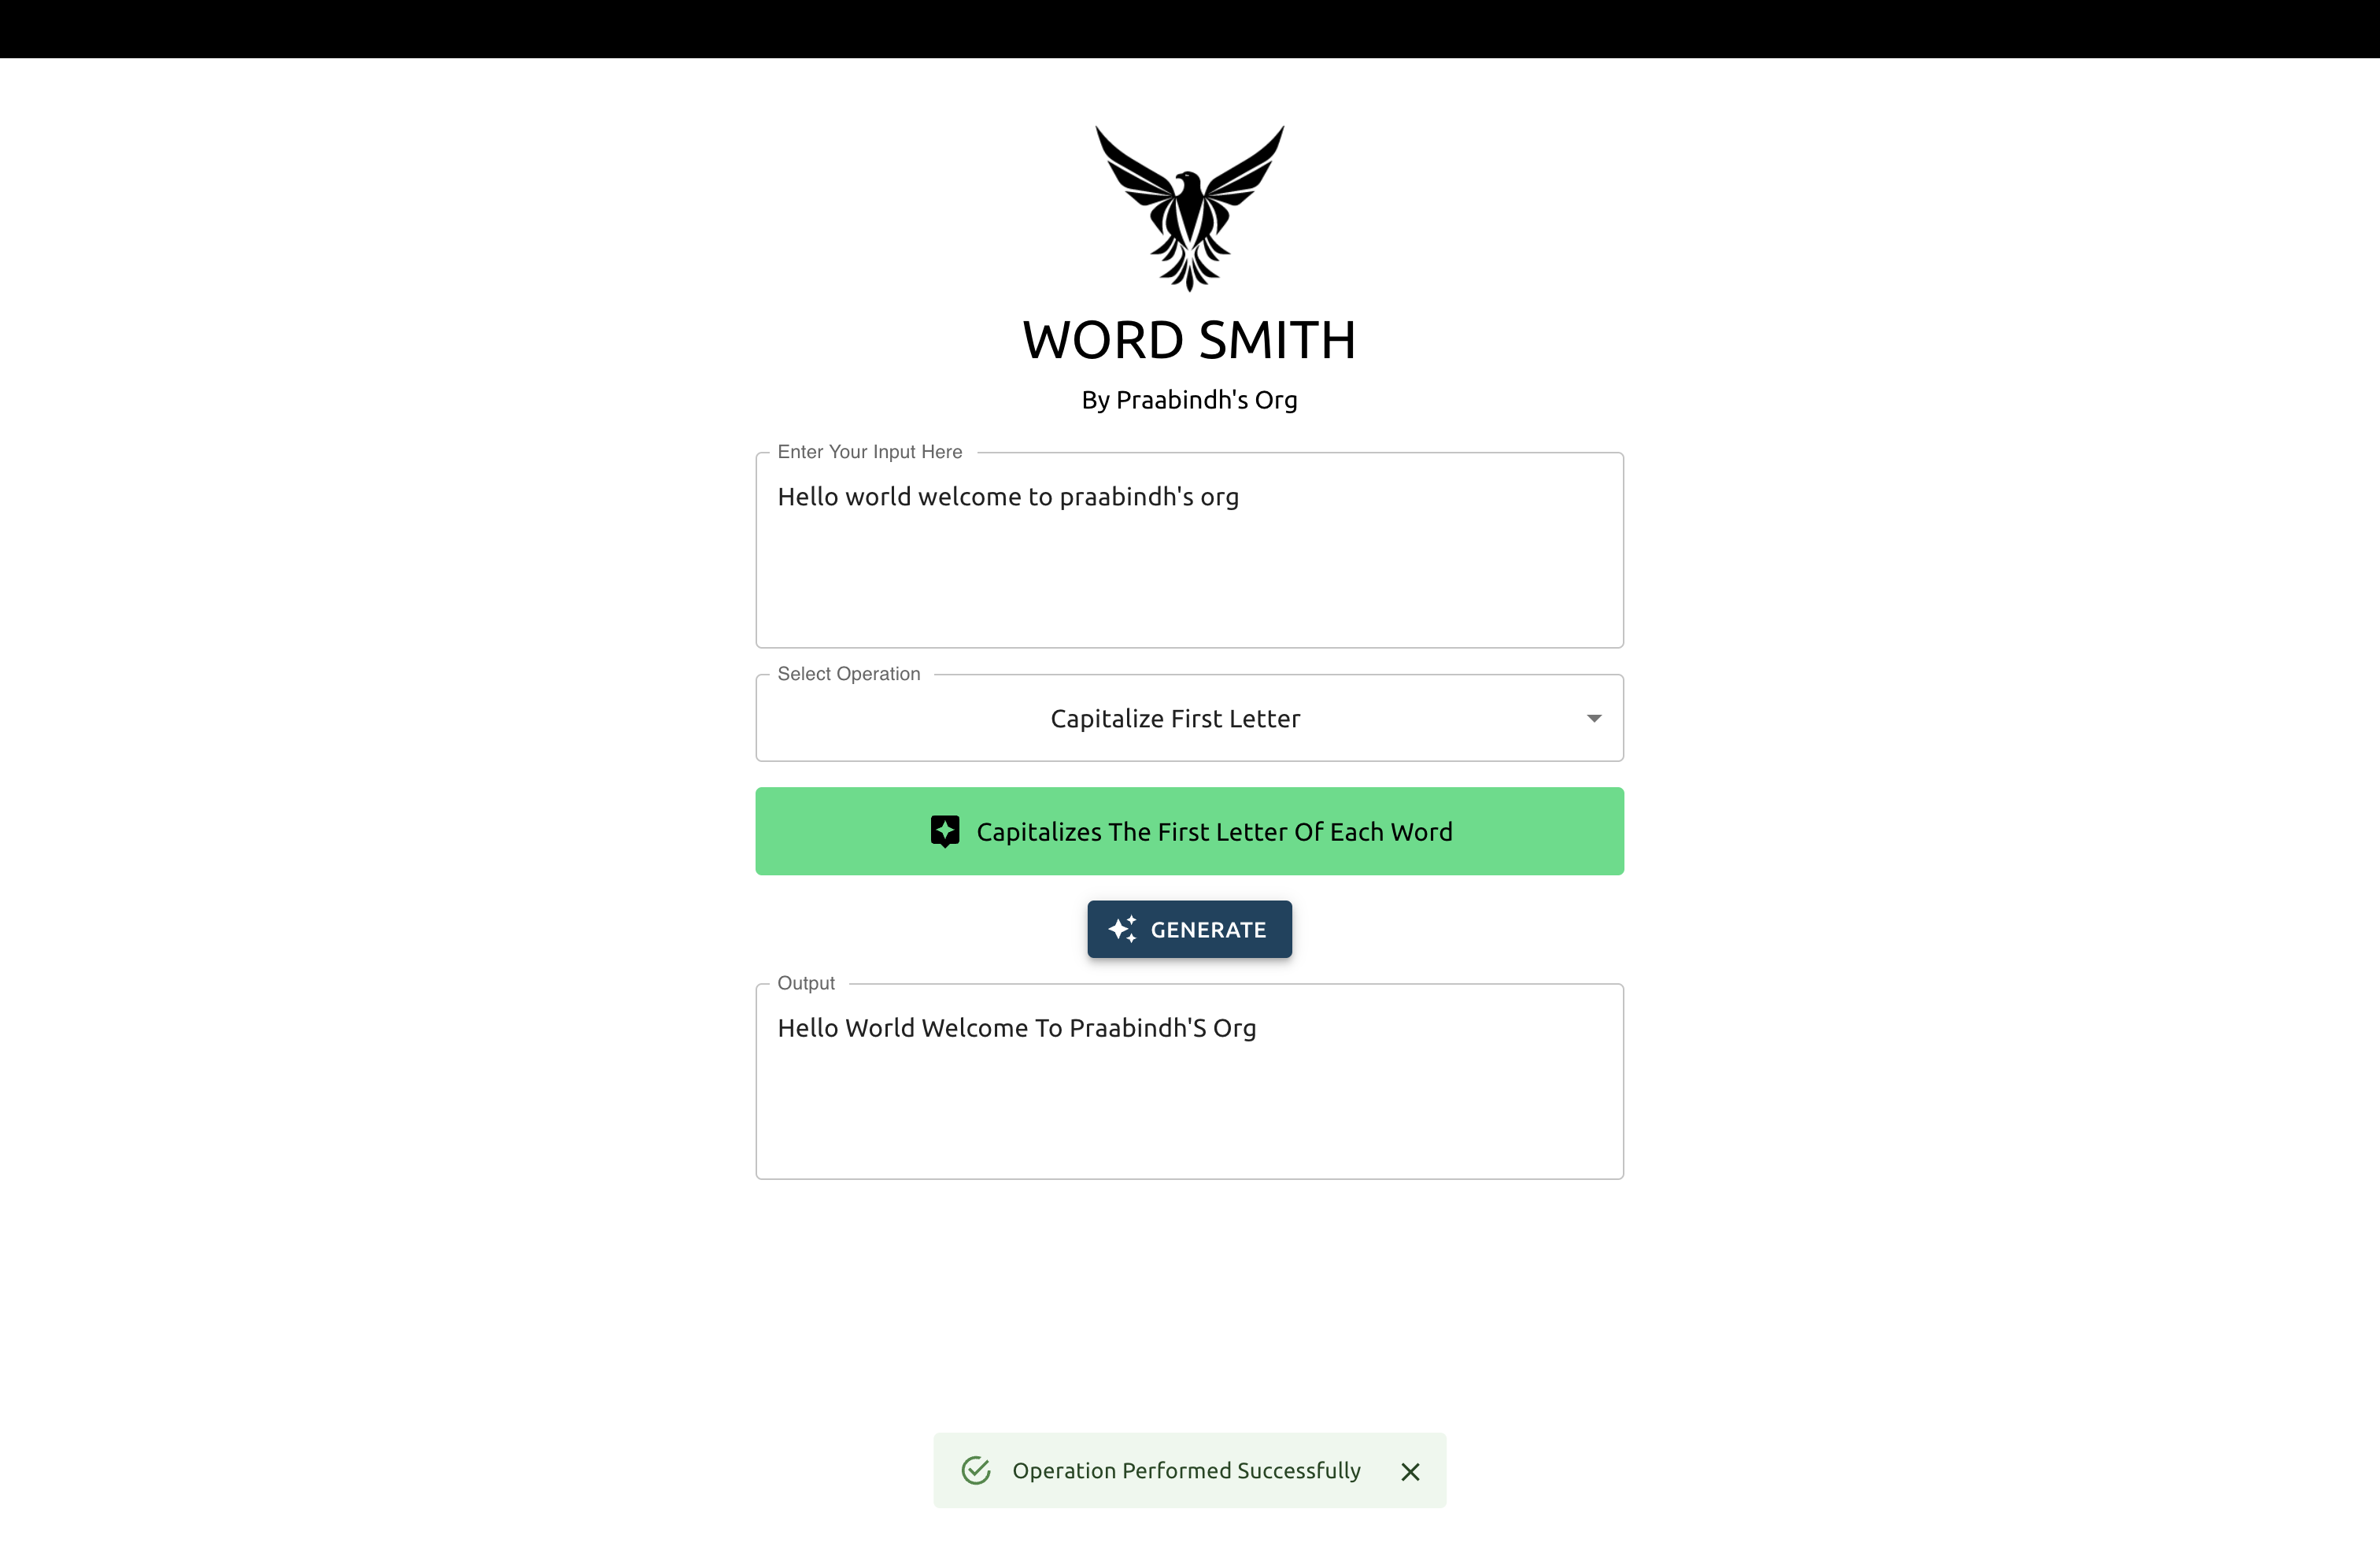 WORD SMITH
By Praabindh's Org
Enter Your Input Here
Hello world welcome to praabindh's org
Select Operation
Capitalize First Letter
Capitalizes The First Letter Of Each Word
GENERATE
Output
Hello World Welcome To Praabindh'S Org
Operation Performed Successfully